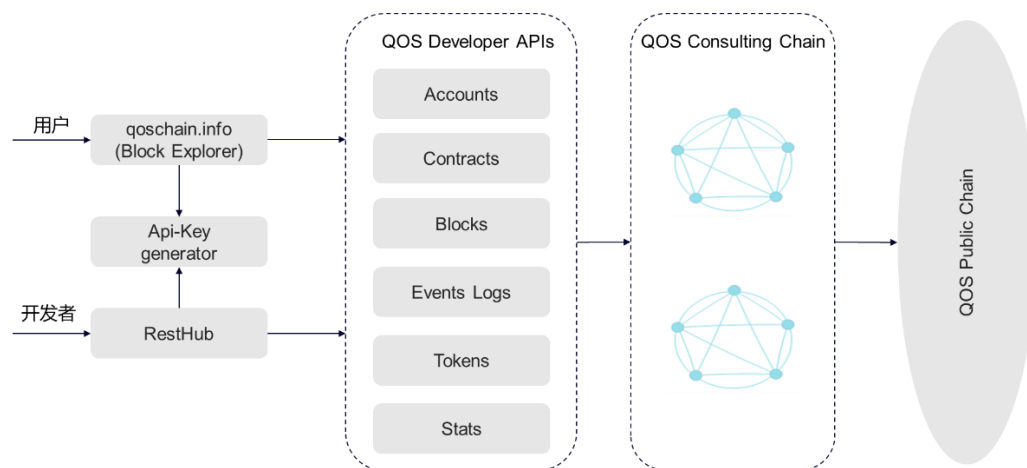 用户
qoschain.info
(Block Explorer)
Api-Key
generator
开发者
RestHub
QOS Developer APIs
Accounts
Contracts
Blocks
Events Logs
Tokens
Stats
QOS Consulting Chain
QOS Public Chain